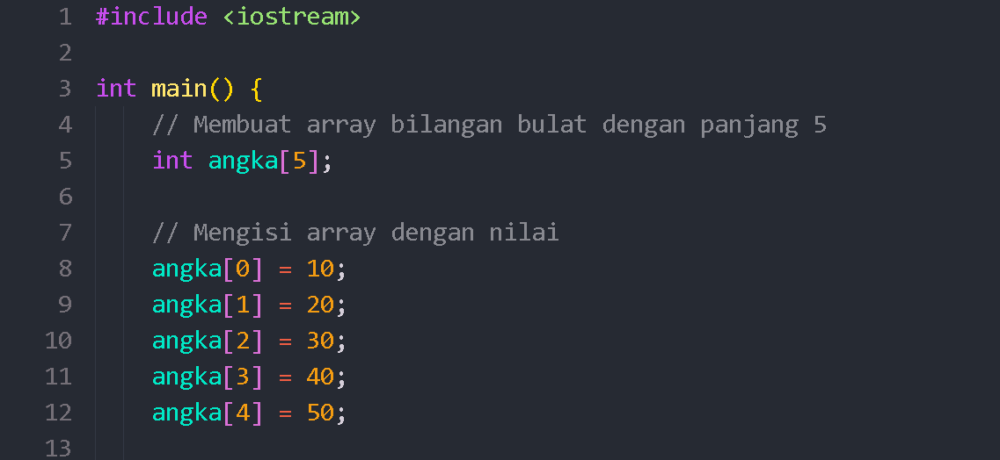 1 #include <iostream>
2
3 int main() {
4 // Membuat array bilangan bulat dengan panjang 5
5 int angka[5];
6
7 // Mengisi array dengan nilai
8 angka[0] = 10;
9 angka[1] = 20;
10 angka[2] = 30;
11 angka[3] = 40;
12 angka[4] = 50;
13